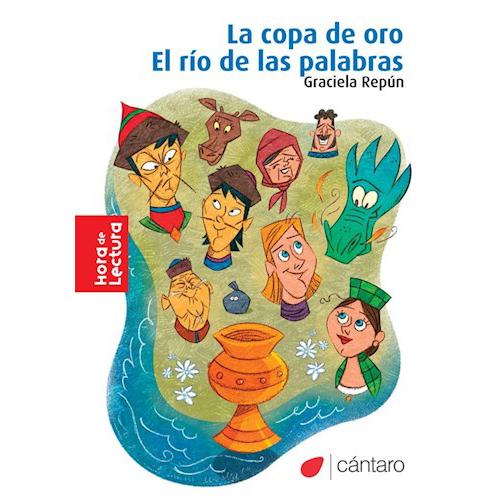 La copa de oro
El río de las palabras
Graciela Repún
Hora de
Lectura
cántaro